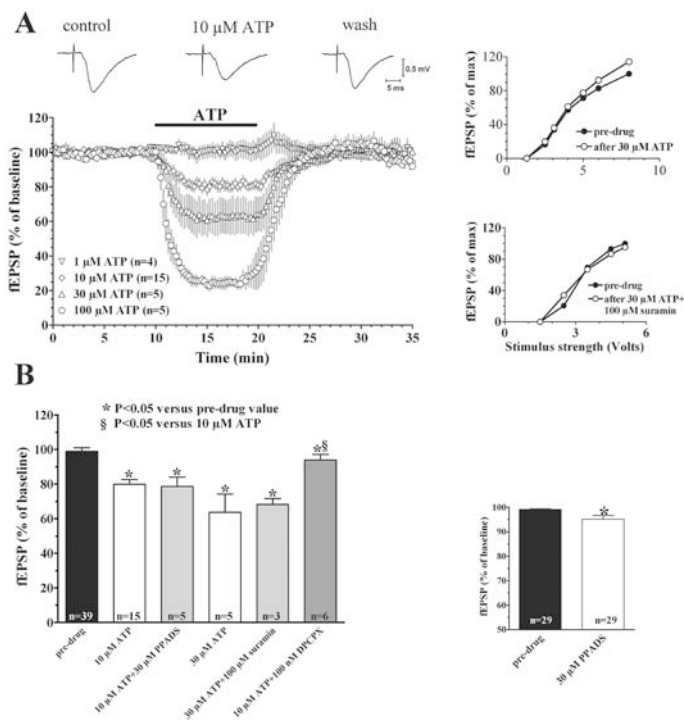 A
control
10 µM ATP
wash
0.5 mV
5 ms
ATP
120
100
80
60
40
20
0
fEPSP (% of baseline)
1 µM ATP (n=4)
10 µM ATP (n=15)
30 µM ATP (n=5)
100 µM ATP (n=5)
0 5 10 15 20 25 30 35
Time (min)
120
80
40
0
fEPSP (% of max)
pre-drug
after 30 µM ATP
0 5 10
120
80
40
0
fEPSP (% of max)
pre-drug
after 30 µM ATP+
100 µM suramin
0 2 4 6
Stimulus strength (Volts)
B
* P<0.05 versus pre-drug value
§ P<0.05 versus 10 µM ATP
120
100
80
60
40
20
0
fEPSP (% of baseline)
* * * * *§
n=39 n=15 n=5 n=5 n=3 n=6
pre-drug
10 µM ATP
10 µM ATP+30 µM PPADS
30 µM ATP
30 µM ATP+100 µM suramin
10 µM ATP+100 nM DPCPX
100
90
80
70
60
50
fEPSP (% of baseline)
*
n=29 n=29
pre-drug
30 µM PPADS